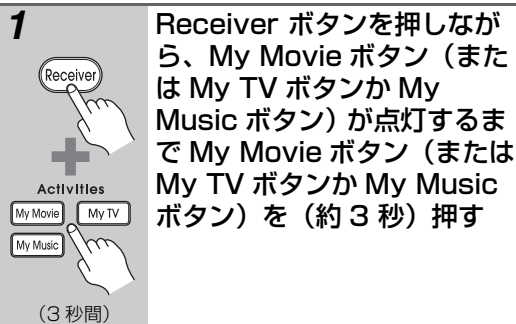 1
Receiver
Activities
My Movie
My TV
My Music
（3 秒間）
Receiver ボタンを押しなが
ら、My Movie ボタン（また
は My TV ボタンか My
Music ボタン）が点灯するま
で My Movie ボタン（または
My TV ボタンか My Music
ボタン）を（約 3 秒）押す